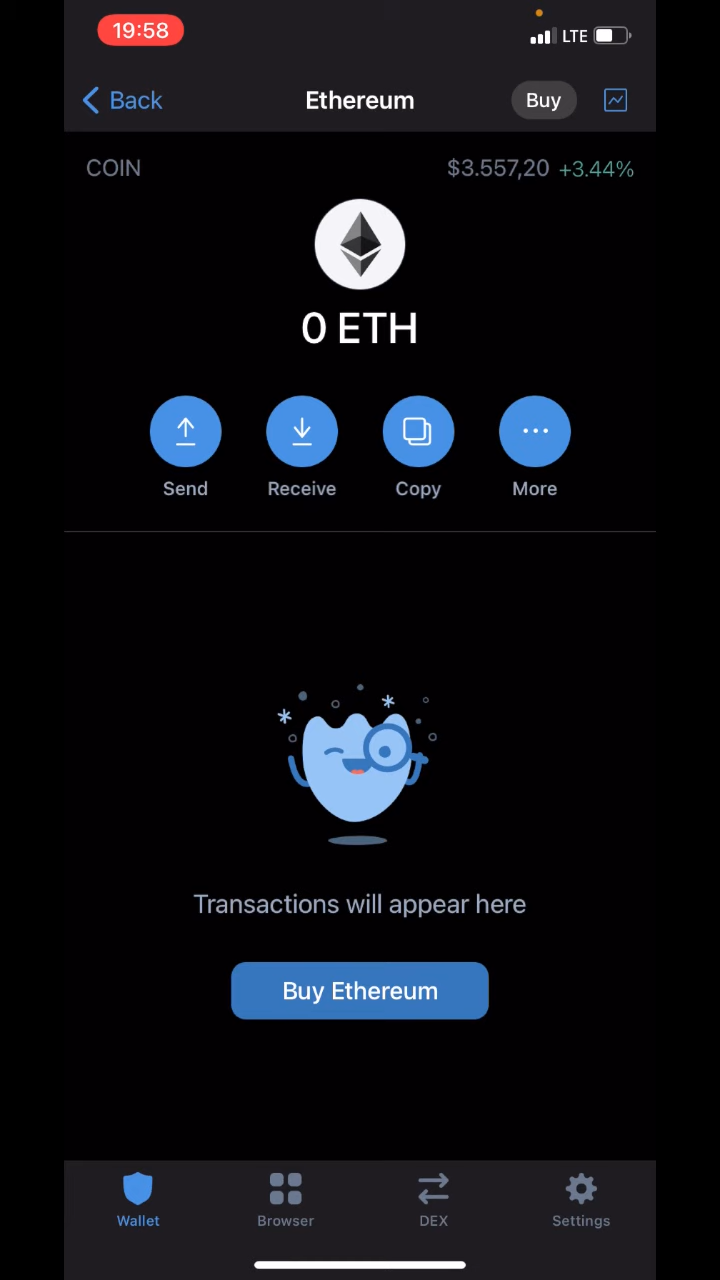 19:58
LTE
Back
Ethereum
Buy
COIN
$3.557,20 +3.44%
0 ETH
Send
Receive
Copy
More
Transactions will appear here
Buy Ethereum
Wallet
Browser
DEX
Settings